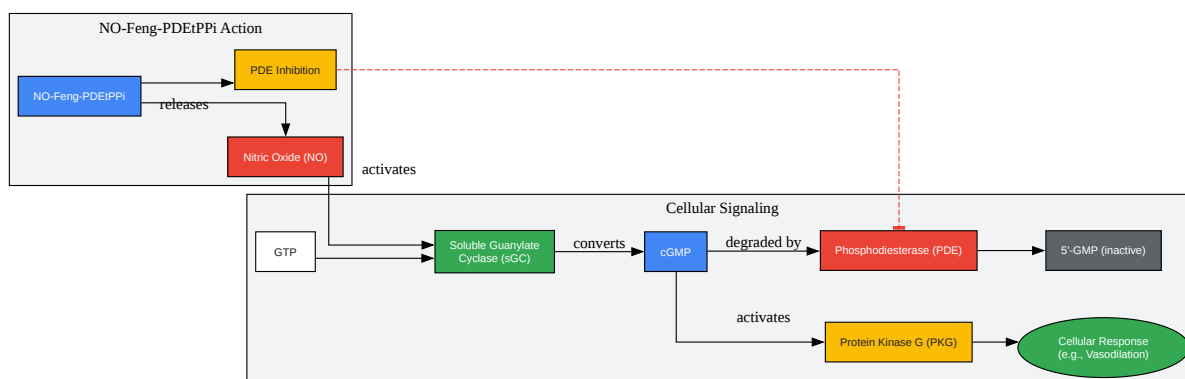 NO-Feng-PDEtPPi Action
PDE Inhibition
NO-Feng-PDEtPPi
releases
Nitric Oxide (NO)
activates
Cellular Signaling
GTP
Soluble Guanylate
Cyclase (sGC)
converts
cGMP
degraded by
Phosphodiesterase (PDE)
5'-GMP (inactive)
activates
Protein Kinase G (PKG)
Cellular Response
(e.g., Vasodilation)